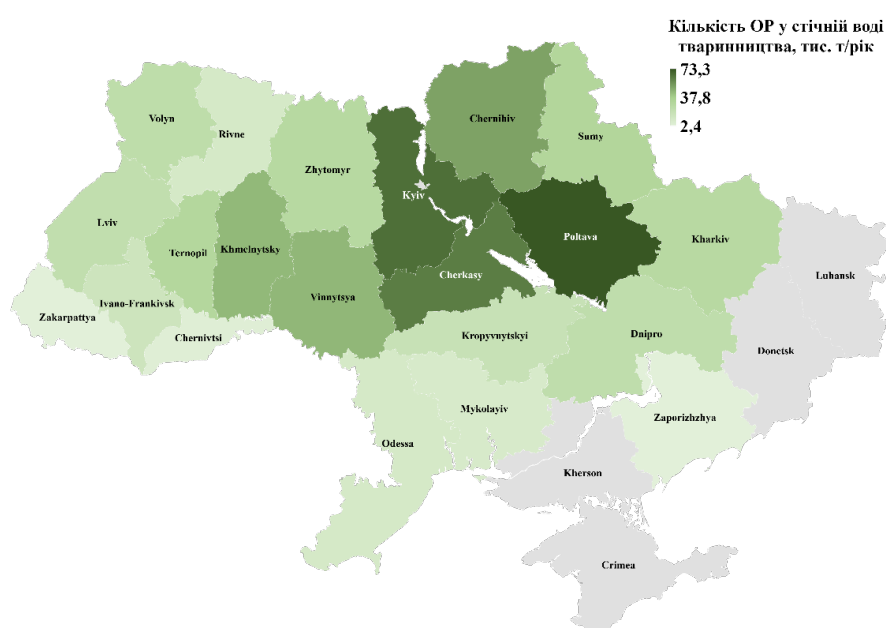 Кількість ОР у стічній воді
тваринництва, тис. т/рік
73,3
37,8
2,4
Volyn
Rivne
Zhytomyr
Kyiv
Chernihiv
Sumy
Lviv
Ternopil
Khmelnytsky
Vinnytsya
Cherkasy
Poltava
Kharkiv
Luhansk
Zakarpattya
Ivano-Frankivsk
Chernivtsi
Kropyvnytskyi
Dnipro
Donetsk
Odessa
Mykolayiv
Zaporizhzhya
Kherson
Crimea